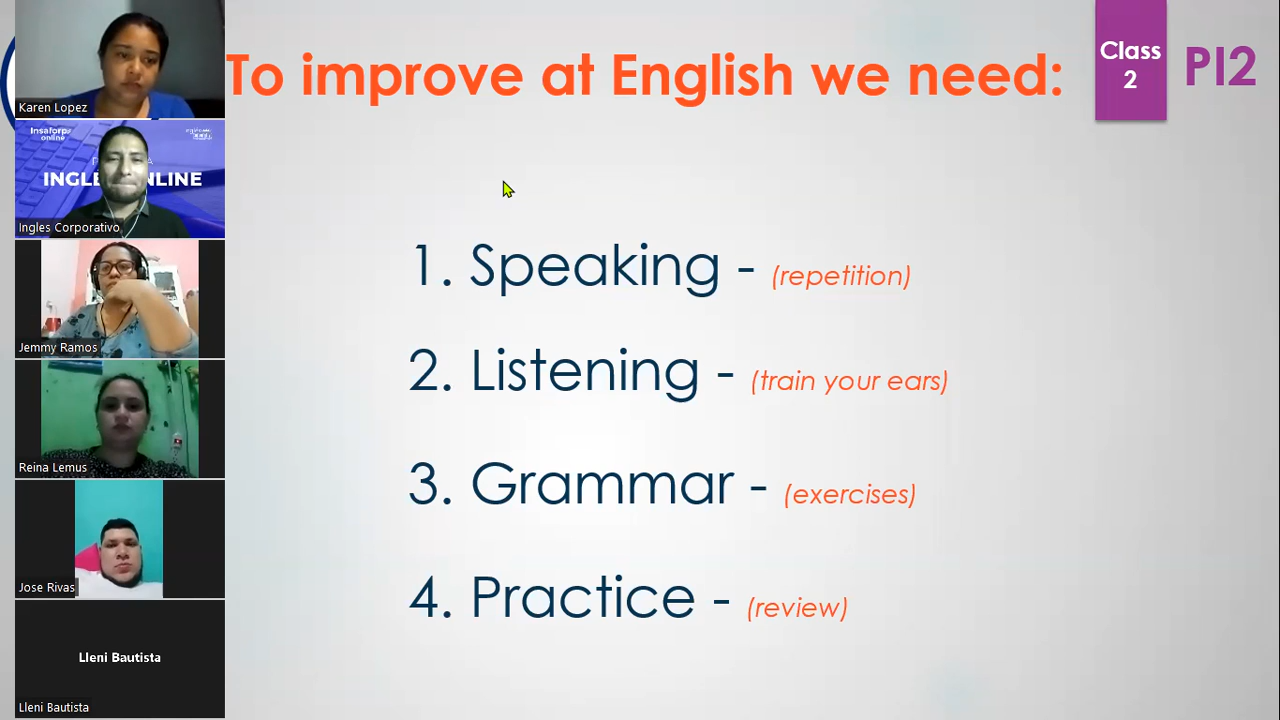 To improve at English we need:
Class
2
PI2
1. Speaking - (repetition)
2. Listening - (train your ears)
3. Grammar - (exercises)
4. Practice - (review)
Karen Lopez
Insaforp
online
INGLE NLINE
Ingles Corporativo
Jemmy Ramos
Reina Lemus
Jose Rivas
Lleni Bautista
Lleni Bautista